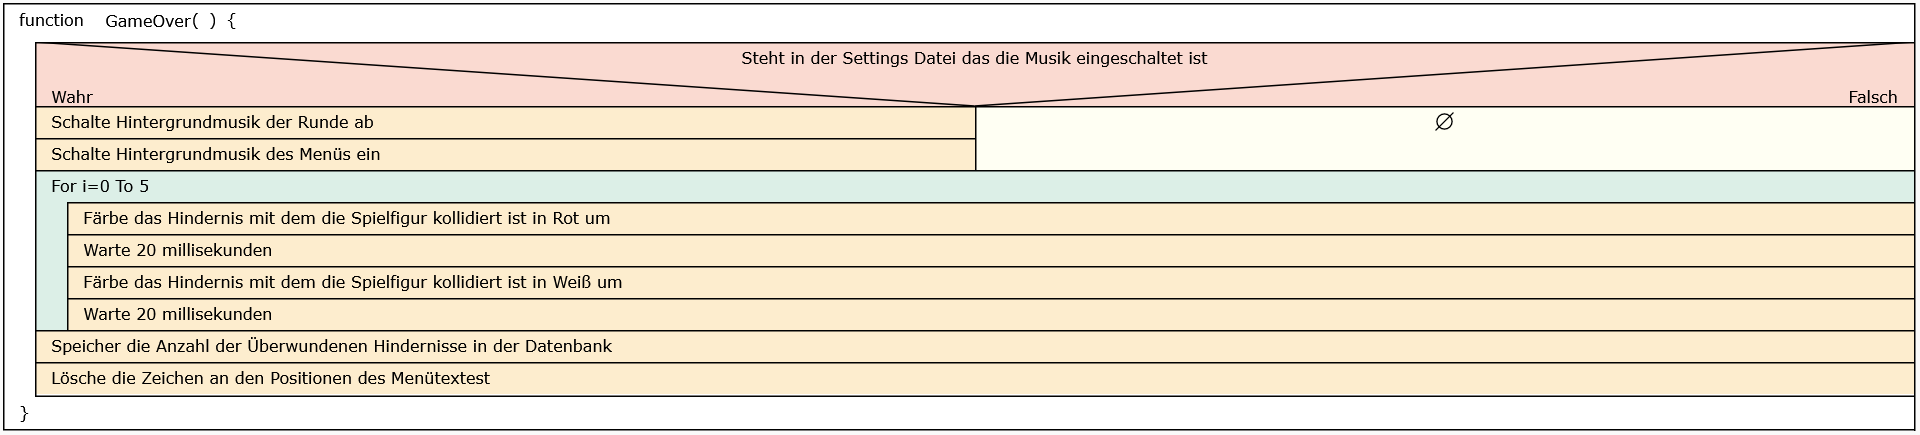 function GameOver( ) {
Steht in der Settings Datei das die Musik eingeschaltet ist
Wahr
Falsch
Schalte Hintergrundmusik der Runde ab
∅
Schalte Hintergrundmusik des Menüs ein
For i=0 To 5
Färbe das Hindernis mit dem die Spielfigur kollidiert ist in Rot um
Warte 20 millisekunden
Färbe das Hindernis mit dem die Spielfigur kollidiert ist in Weiß um
Warte 20 millisekunden
Speicher die Anzahl der Überwundenen Hindernisse in der Datenbank
Lösche die Zeichen an den Positionen des Menütextest
}